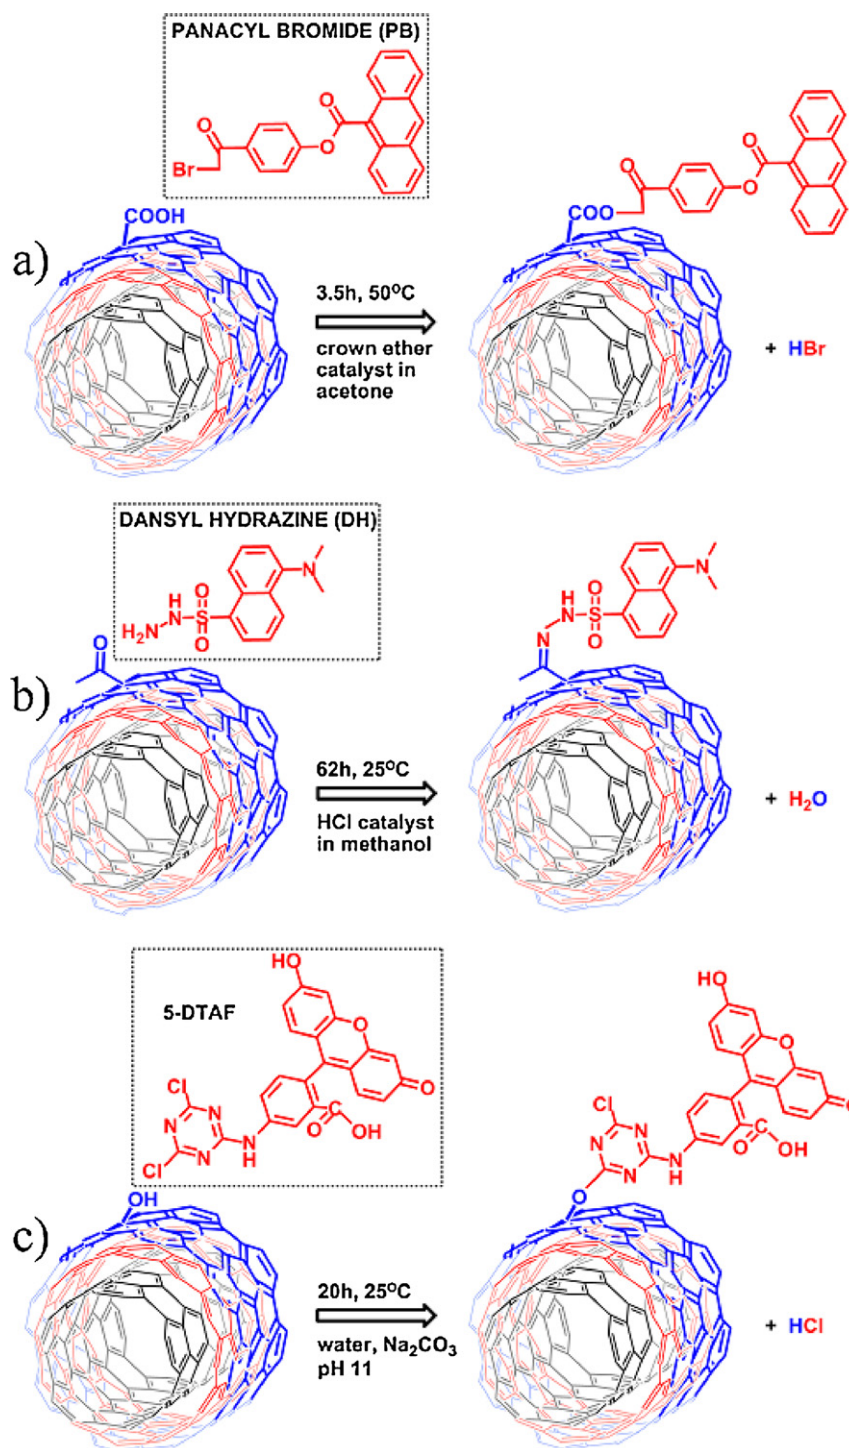 PANACYL BROMIDE (PB)
O
O
Br
O
COOH
a)
3.5h, 50°C
crown ether
catalyst in
acetone
O
O
O
COO
+ HBr
DANSYL HYDRAZINE (DH)
N
H
O
N
S
H₂N
O
O
b)
62h, 25°C
HCl catalyst
in methanol
N
H
O
N
S
N
O
+ H₂O
5-DTAF
HO
O
O
Cl
N
N
N
N
H
Cl
C
O
OH
OH
c)
20h, 25°C
water, Na₂CO₃
pH 11
HO
O
O
Cl
N
N
N
N
H
C
O
OH
O
+ HCl